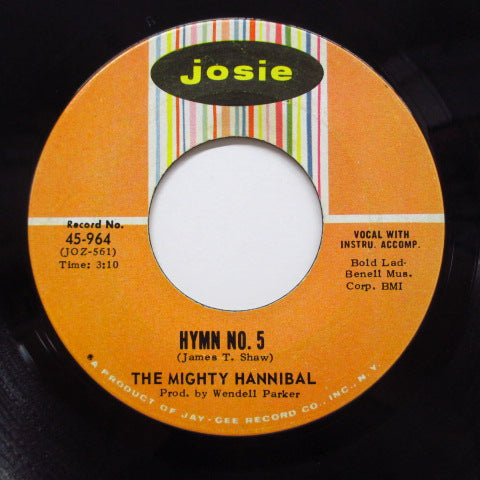 josie
Record No.
45-964
(JOZ-561)
Time: 3:10
VOCAL WITH
INSTRU. ACCOMP.
Bold Lad-
Benell Mus.
Corp. BMI
HYMN NO. 5
(James T. Shaw)
THE MIGHTY HANNIBAL
Prod. by Wendell Parker
A PRODUCT OF JAY-GEE RECORD CO., INC., N.Y.